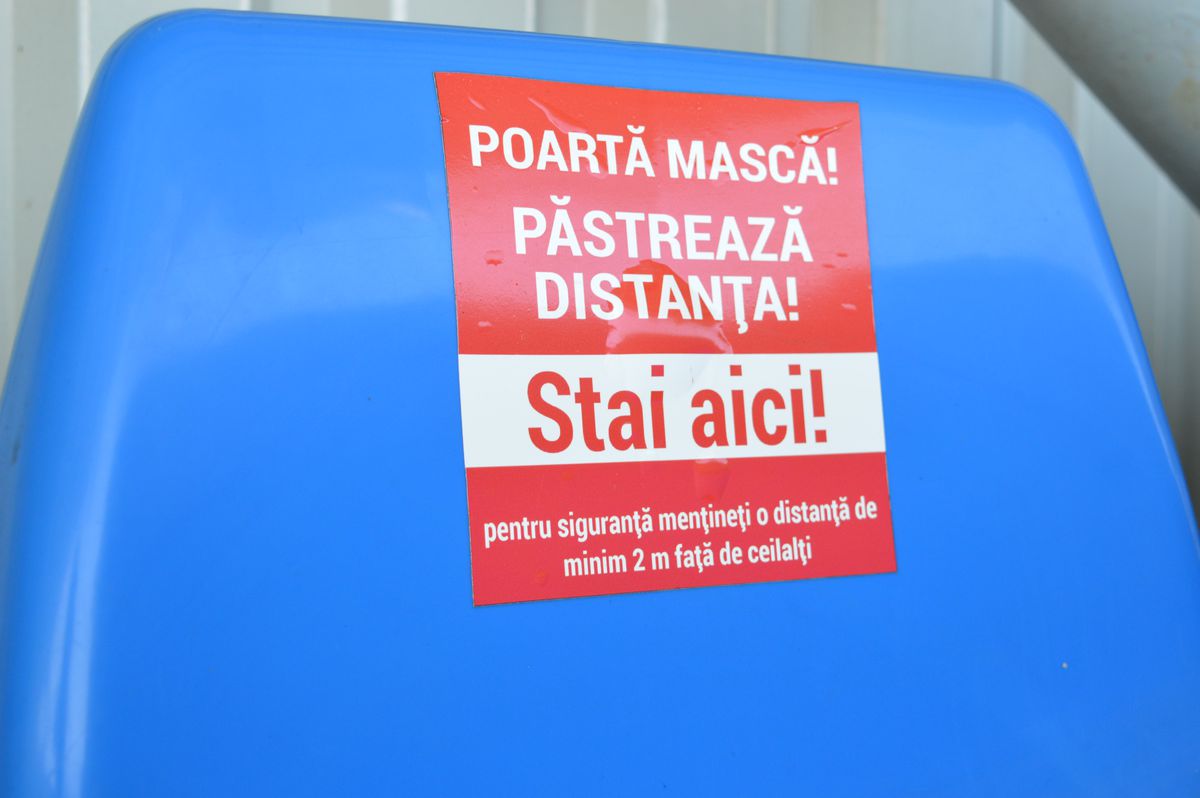 POARTĂ MASCĂ!
PĂSTREAZĂ
DISTANŢA!
Stai aici!
pentru siguranţă menţineţi o distanţă de
minim 2 m faţă de ceilalţi